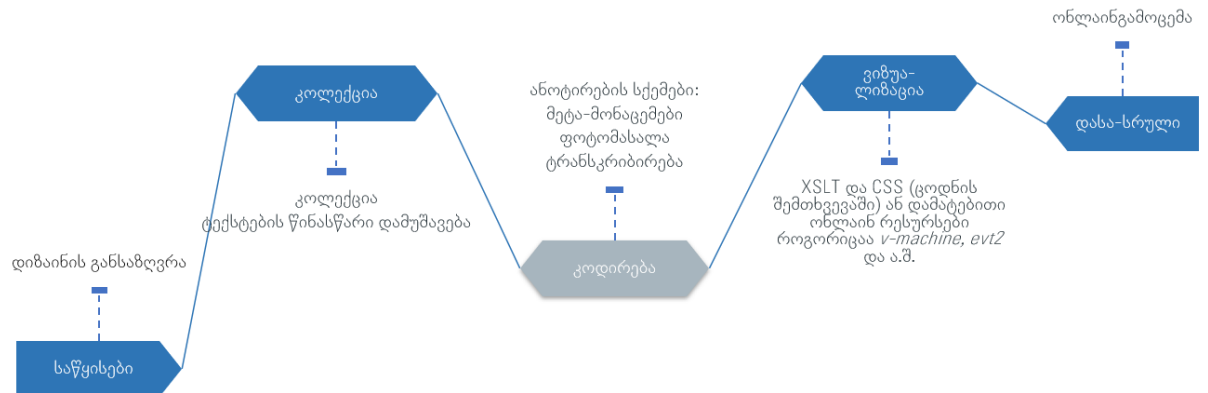 საწყისები
დიზაინის განსაზღვრა
კოლექცია
კოლექცია
ტექსტების წინასწარი დამუშავება
ანოტირების სქემები:
მეტა-მონაცემები
ფოტომასალა
ტრანსკრიბირება
კოდირება
ვიზუა-
ლიზაცია
XSLT და CSS (ცოდნის
შემთხვევაში) ან დამატებითი
ონლაინ რესურსები
როგორიცაა v-machine, evt2
და ა.შ.
ონლაინგამოცემა
დასა-სრული